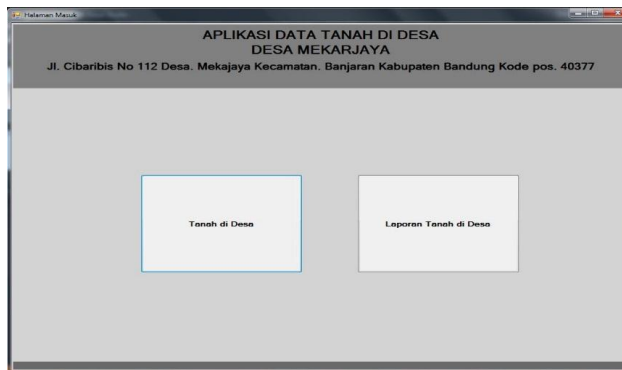 Halaman Masuk
APLIKASI DATA TANAH DI DESA
DESA MEKARJAYA
Jl. Cibaribis No 112 Desa. Mekajaya Kecamatan. Banjaran Kabupaten Bandung Kode pos. 40377
Tanah di Desa
Laporan Tanah di Desa